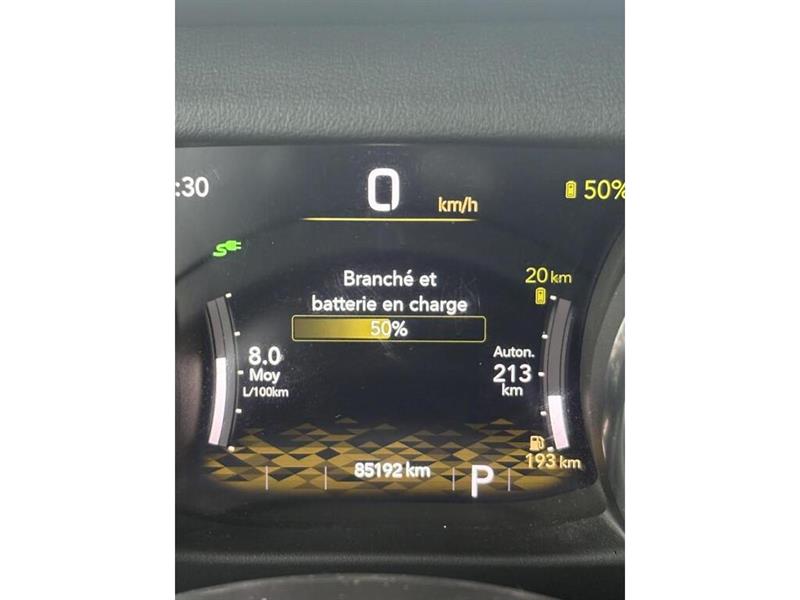 :30
0
km/h
50%
20 km
Branché et
batterie en charge
50%
8.0
Moy
L/100km
Auton.
213
km
193 km
85192 km
P